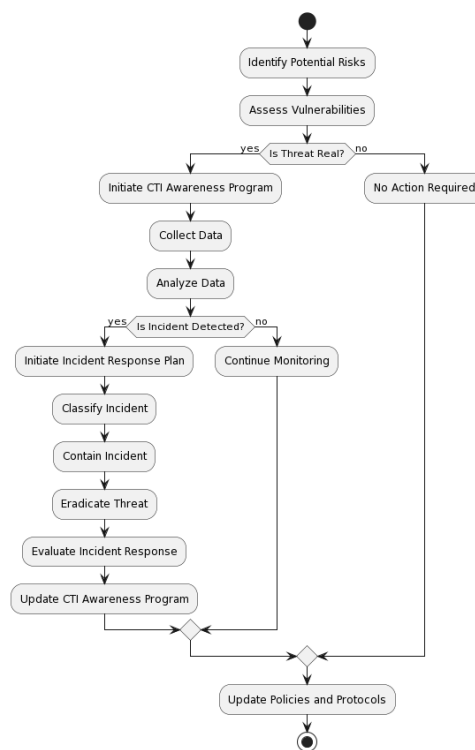 Identify Potential Risks
Assess Vulnerabilities
yes
Is Threat Real?
no
Initiate CTI Awareness Program
No Action Required
Collect Data
Analyze Data
yes
Is Incident Detected?
no
Initiate Incident Response Plan
Continue Monitoring
Classify Incident
Contain Incident
Eradicate Threat
Evaluate Incident Response
Update CTI Awareness Program
Update Policies and Protocols